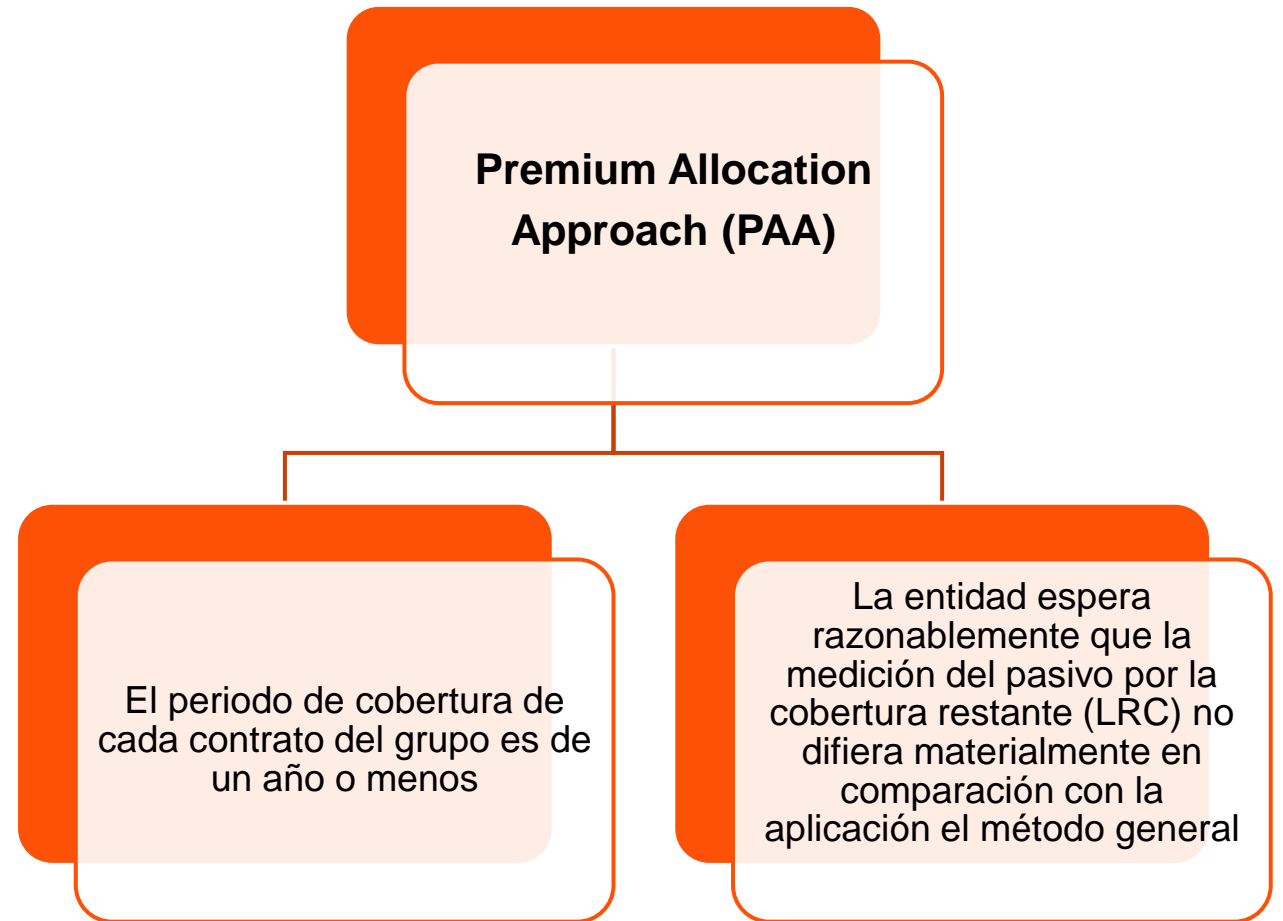 Premium Allocation
Approach (PAA)
El periodo de cobertura de
cada contrato del grupo es de
un año o menos
La entidad espera
razonablemente que la
medición del pasivo por la
cobertura restante (LRC) no
difiera materialmente en
comparación con la
aplicación el método general